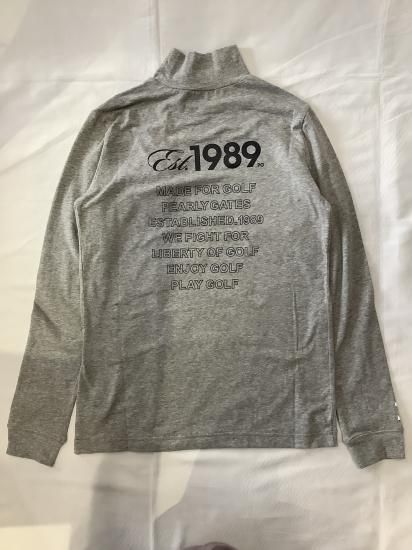 Est.1989.PG
MADE FOR GOLF
PEARLY GATES
ESTABLISHED.1989
WE FIGHT FOR
LIBERTY OF GOLF
ENJOY GOLF
PLAY GOLF